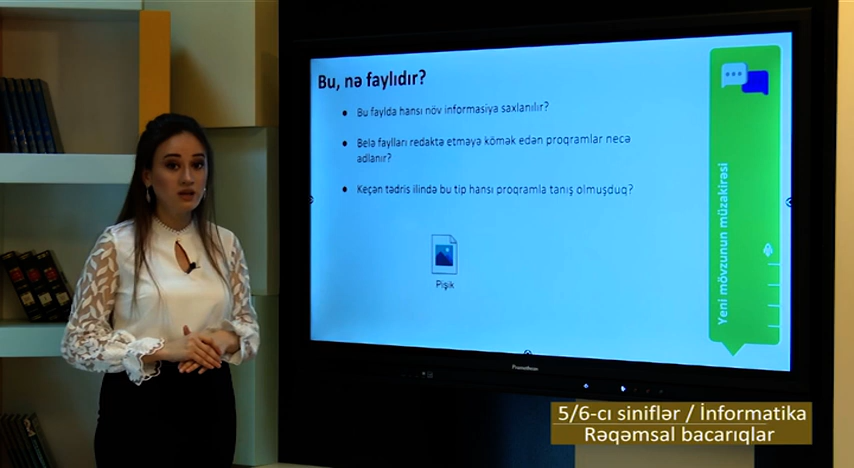 Bu, nə faylıdır?
● Bu faylda hansı növ informasiya saxlanılır?
● Belə faylları redaktə etməyə kömək edən proqramlar necə
adlanır?
● Keçən tədris ilində bu tip hansı proqramla tanış olmuşduq?
Pişik
Yeni mövzunun müzakirəsi
Promethean
5/6-cı siniflər / İnformatika
Rəqəmsal bacarıqlar